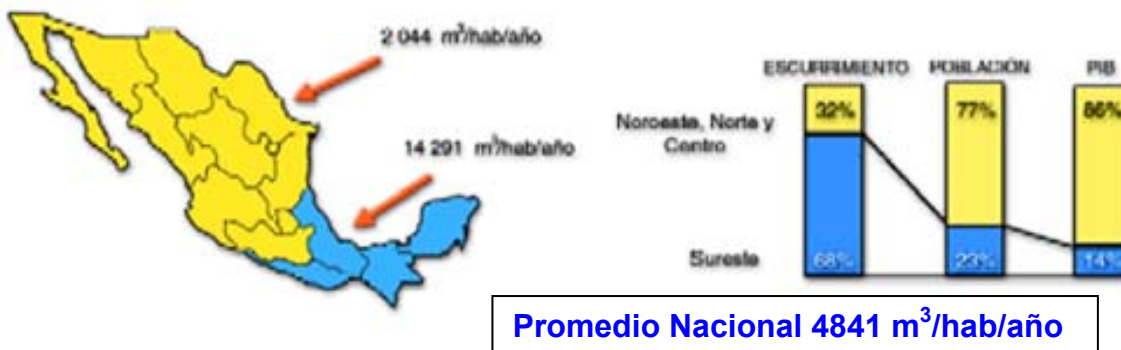 2 044 m³/hab/año
14 291 m³/hab/año
ESCURRIMIENTO POBLACIÓN PIB
32% 77% 86%
Noroeste, Norte y
Centro
Sureste
68% 23% 14%
Promedio Nacional 4841 m³/hab/año